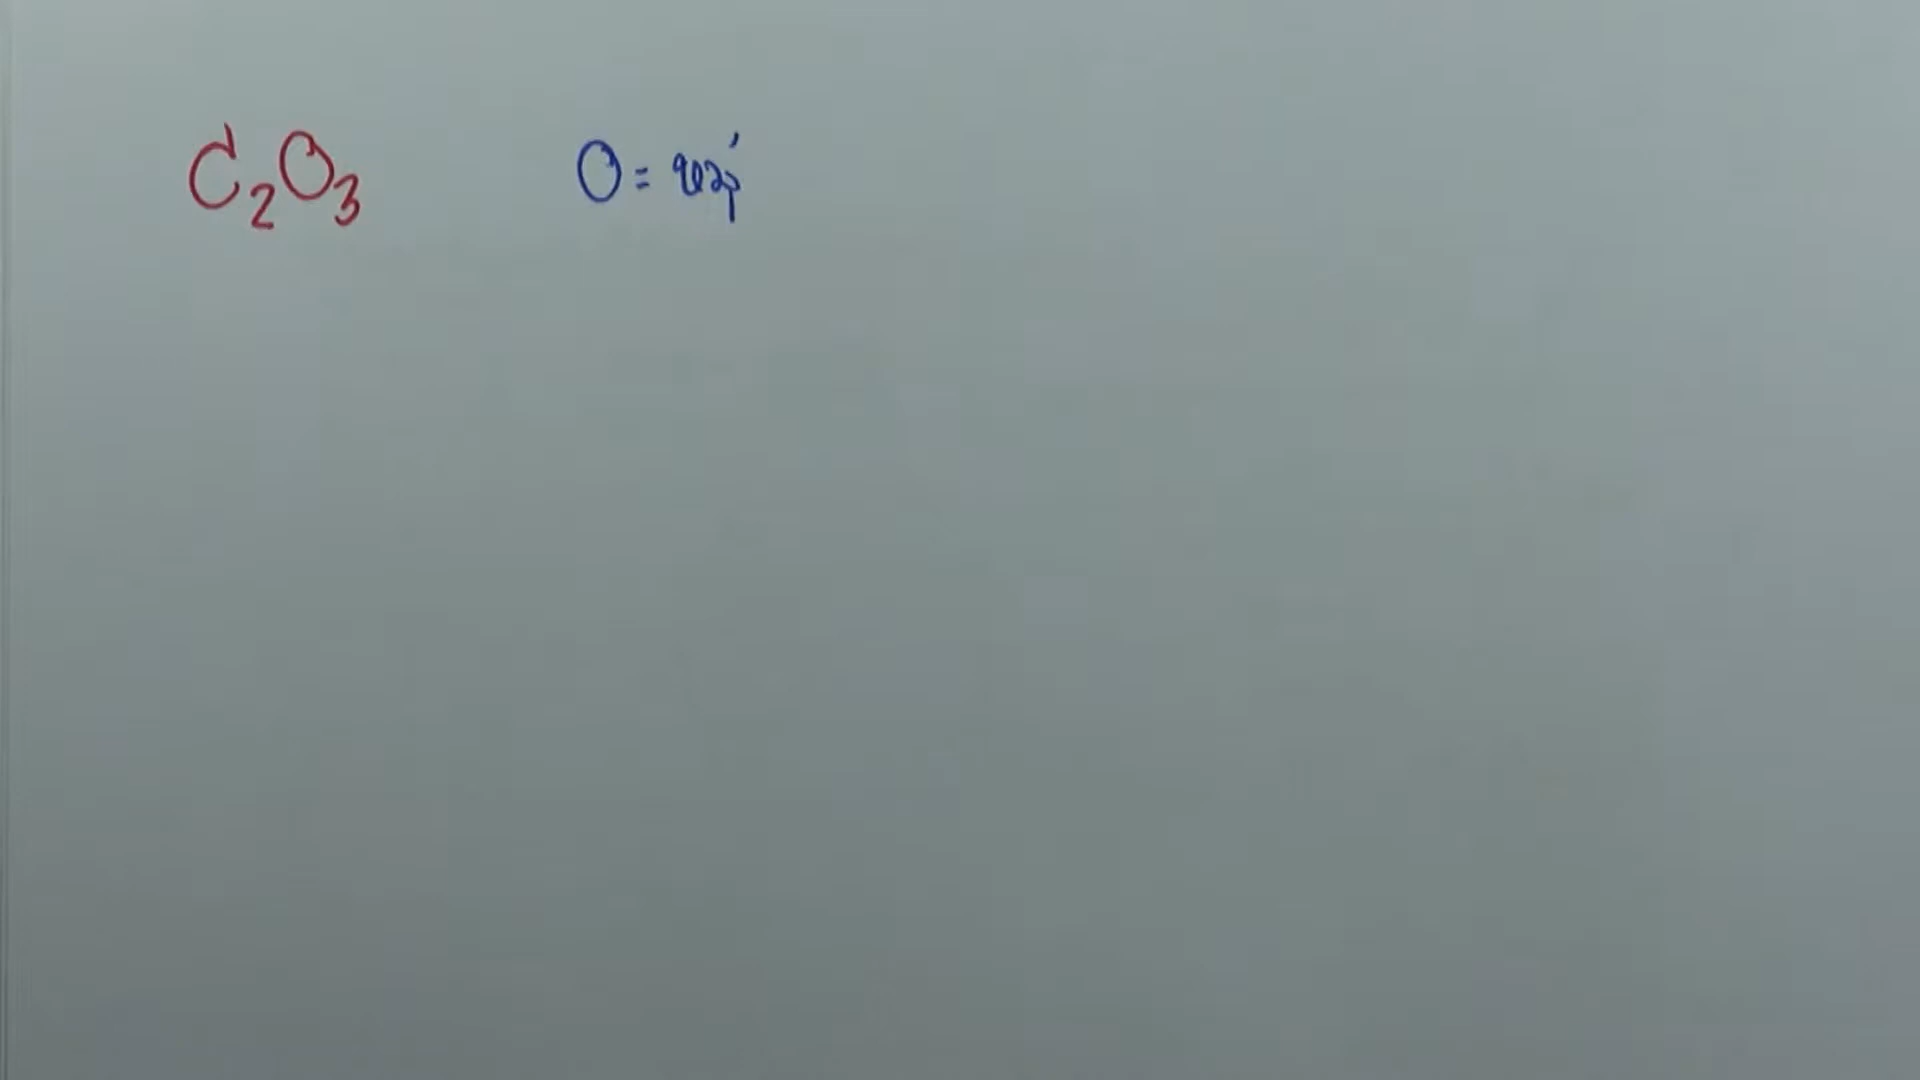 C₂O₃ O =